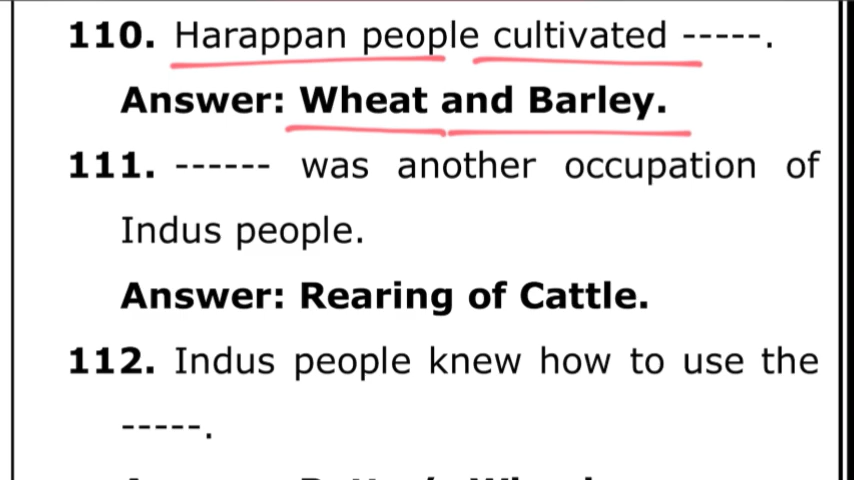 110. Harappan people cultivated -----.
Answer: Wheat and Barley.
111. ------ was another occupation of
Indus people.
Answer: Rearing of Cattle.
112. Indus people knew how to use the
-----.